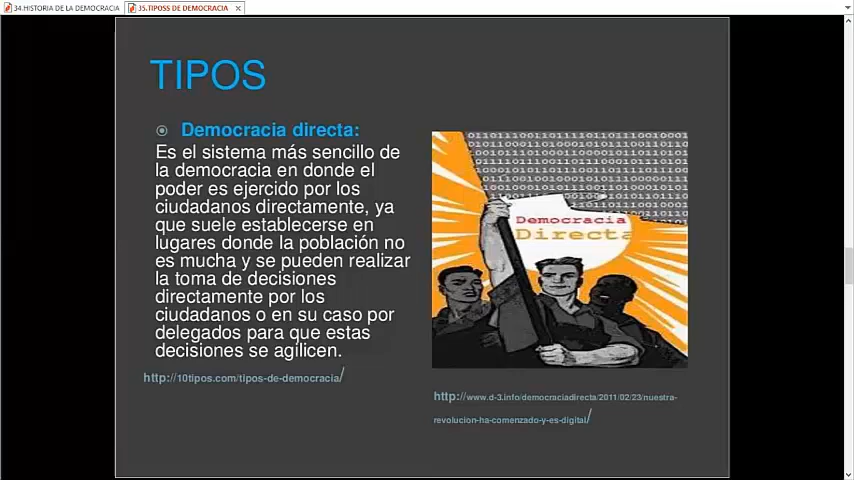 34.HISTORIA DE LA DEMOCRACIA
35.TIPOSS DE DEMOCRACIA
TIPOS
Democracia directa:
Es el sistema más sencillo de
la democracia en donde el
poder es ejercido por los
ciudadanos directamente, ya
que suele establecerse en
lugares donde la población no
es mucha y se pueden realizar
la toma de decisiones
directamente por los
ciudadanos o en su caso por
delegados para que estas
decisiones se agilicen.
http://10tipos.com/tipos-de-democracia/
Democracia
Directa
http://www.d-3.info/democraciadirecta/2011/02/23/nuestra-
revolucion-ha-comenzado-y-es-digital/